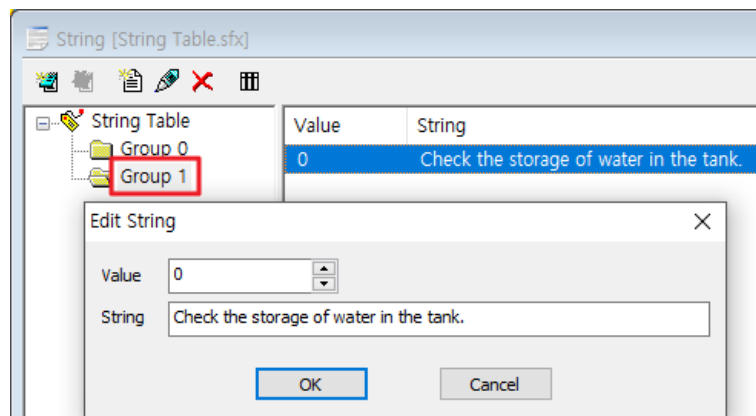 String [String Table.sfx]
String Table
Group 0
Group 1
Value String
0 Check the storage of water in the tank.
Edit String
Value 0
String Check the storage of water in the tank.
OK Cancel